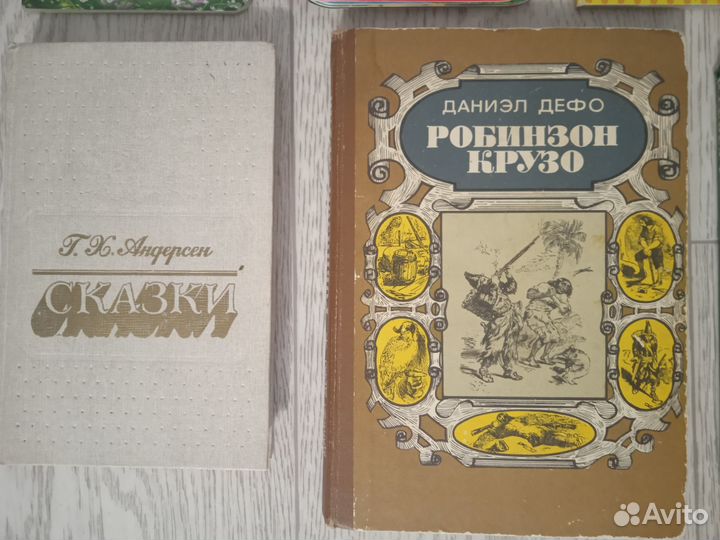 Г. Х. Андерсен
СКАЗКИ
ДАНИЭЛ ДЕФО
РОБИНЗОН
КРУЗО
Avito